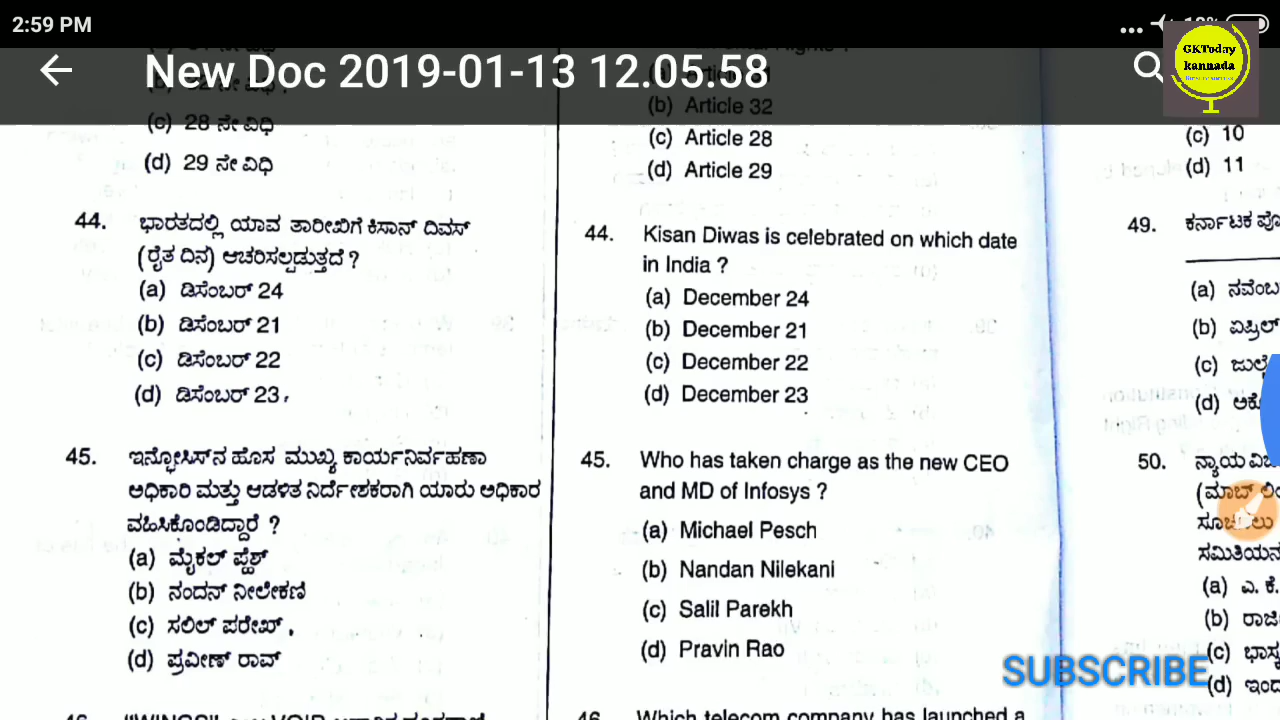 2:59 PM
New Doc 2019-01-13 12.05.58
GKToday
kannada
(c) 28 ನೇ ವಿಧಿ
(d) 29 ನೇ ವಿಧಿ
44. ಭಾರತದಲ್ಲಿ ಯಾವ ತಾರೀಖಿಗೆ ಕಿಸಾನ್ ದಿವಸ್
(ರೈತ ದಿನ) ಆಚರಿಸಲ್ಪಡುತ್ತದೆ ?
(a) ಡಿಸೆಂಬರ್ 24
(b) ಡಿಸೆಂಬರ್ 21
(c) ಡಿಸೆಂಬರ್ 22
(d) ಡಿಸೆಂಬರ್ 23
45. ಇನ್ಫೋಸಿಸ್‌ನ ಹೊಸ ಮುಖ್ಯ ಕಾರ್ಯನಿರ್ವಹಣಾ
ಅಧಿಕಾರಿ ಮತ್ತು ಆಡಳಿತ ನಿರ್ದೇಶಕರಾಗಿ ಯಾರು ಅಧಿಕಾರ
ವಹಿಸಿಕೊಂಡಿದ್ದಾರೆ ?
(a) ಮೈಕಲ್ ಪ್ಹೆಶ್
(b) ನಂದನ್ ನೀಲೇಕಣಿ
(c) ಸಲಿಲ್ ಪರೇಖ್
(d) ಪ್ರವೀಣ್ ರಾವ್
(b) Article 32
(c) Article 28
(d) Article 29
44. Kisan Diwas is celebrated on which date
in India ?
(a) December 24
(b) December 21
(c) December 22
(d) December 23
45. Who has taken charge as the new CEO
and MD of Infosys ?
(a) Michael Pesch
(b) Nandan Nilekani
(c) Salil Parekh
(d) Pravin Rao
46. Which telecom company has launched a
(c) 10
(d) 11
49. ಕರ್ನಾಟಕ
(a)
(b)
(c)
(d)
50.
(a) ಎ. ಕೆ.
(b)
(c)
(d)
SUBSCRIBE